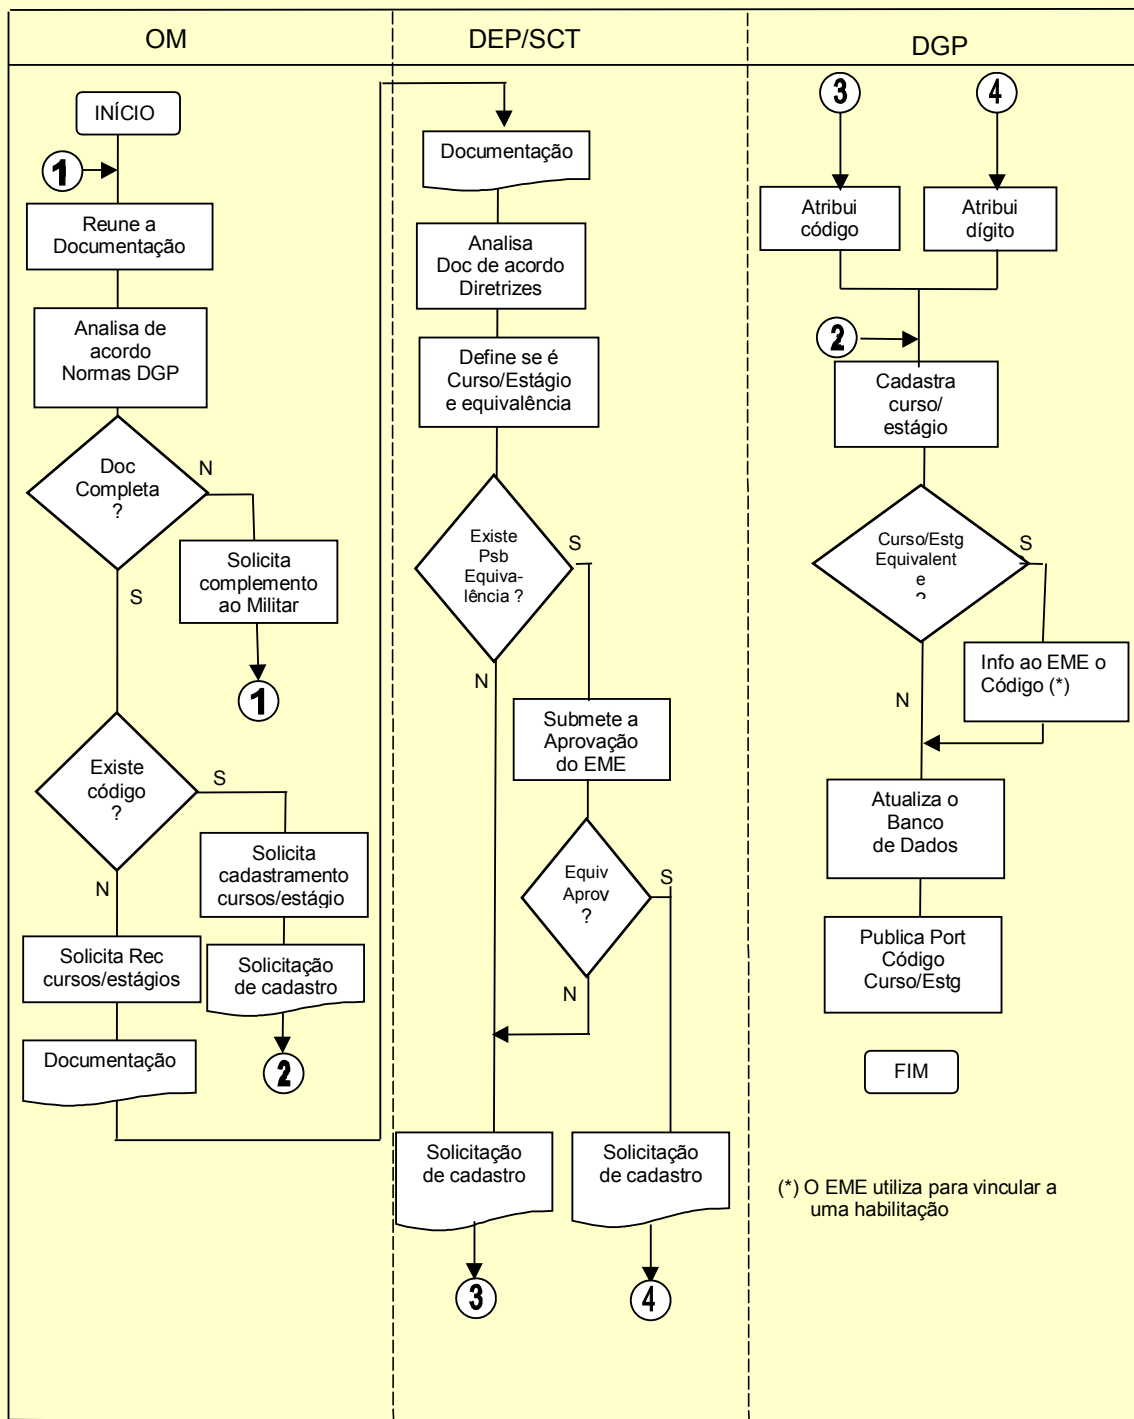 OM
INÍCIO
1
Reune a
Documentação
Analisa de
acordo
Normas DGP
Doc
Completa
?
N
S
Solicita
complemento
ao Militar
1
Existe
código
?
S
N
Solicita
cadastramento
cursos/estágio
Solicita Rec
cursos/estágios
Solicitação
de cadastro
Documentação
2
DEP/SCT
Documentação
Analisa
Doc de acordo
Diretrizes
Define se é
Curso/Estágio
e equivalência
Existe
Psb
Equiva-
lência ?
S
N
Submete a
Aprovação
do EME
Equiv
Aprov
?
S
N
Solicitação
de cadastro
Solicitação
de cadastro
3
4
DGP
3
4
Atribui
código
Atribui
dígito
2
Cadastra
curso/
estágio
Curso/Estg
Equivalent
e
?
S
N
Info ao EME o
Código (*)
Atualiza o
Banco
de Dados
Publica Port
Código
Curso/Estg
FIM
(*) O EME utiliza para vincular a
uma habilitação